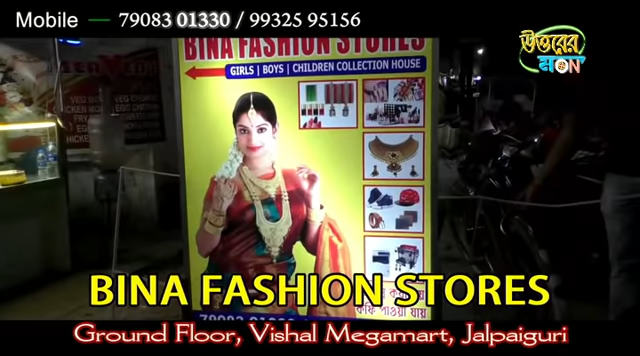 Mobile — 79083 01330 / 99325 95156
উত্তরের
মন
BINA FASHION STORES
GIRLS | BOYS | CHILDREN COLLECTION HOUSE
BINA FASHION STORES
পাওয়া যায়
Ground Floor, Vishal Megamart, Jalpaiguri